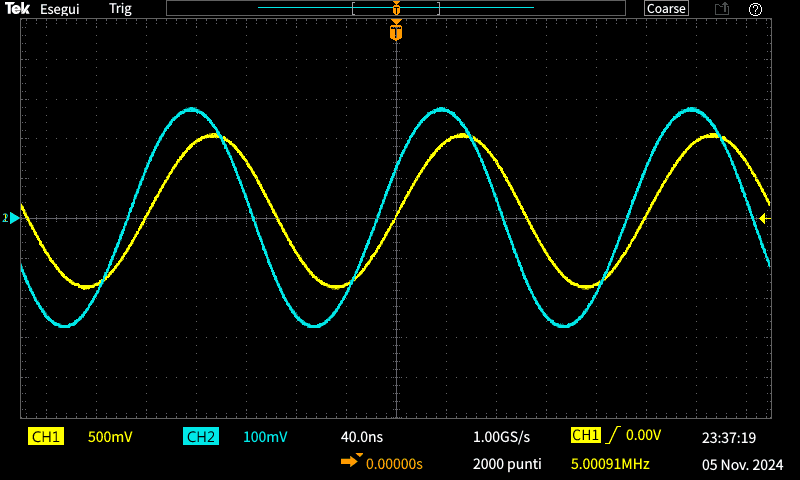 Tek Esegui Trig Coarse
T
T
2
CH1 500mV CH2 100mV 40.0ns 1.00GS/s CH1 0.00V 23:37:19
0.00000s 2000 punti 5.00091MHz 05 Nov. 2024